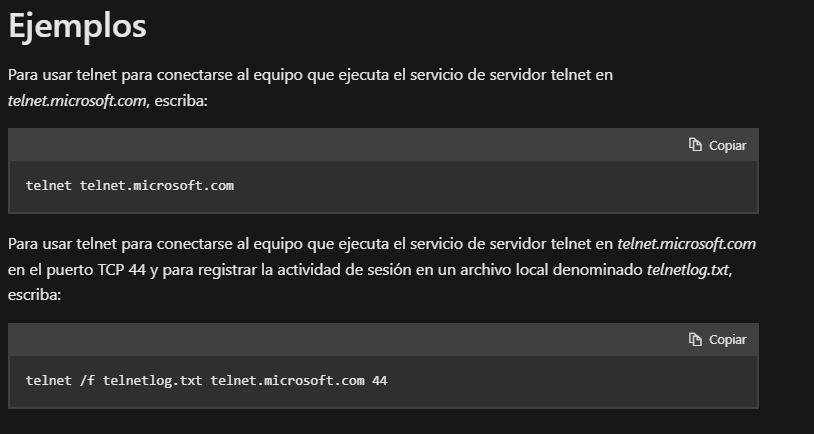 Ejemplos
Para usar telnet para conectarse al equipo que ejecuta el servicio de servidor telnet en
telnet.microsoft.com, escriba:
Copiar
telnet telnet.microsoft.com
Para usar telnet para conectarse al equipo que ejecuta el servicio de servidor telnet en telnet.microsoft.com
en el puerto TCP 44 y para registrar la actividad de sesión en un archivo local denominado telnetlog.txt,
escriba:
Copiar
telnet /f telnetlog.txt telnet.microsoft.com 44